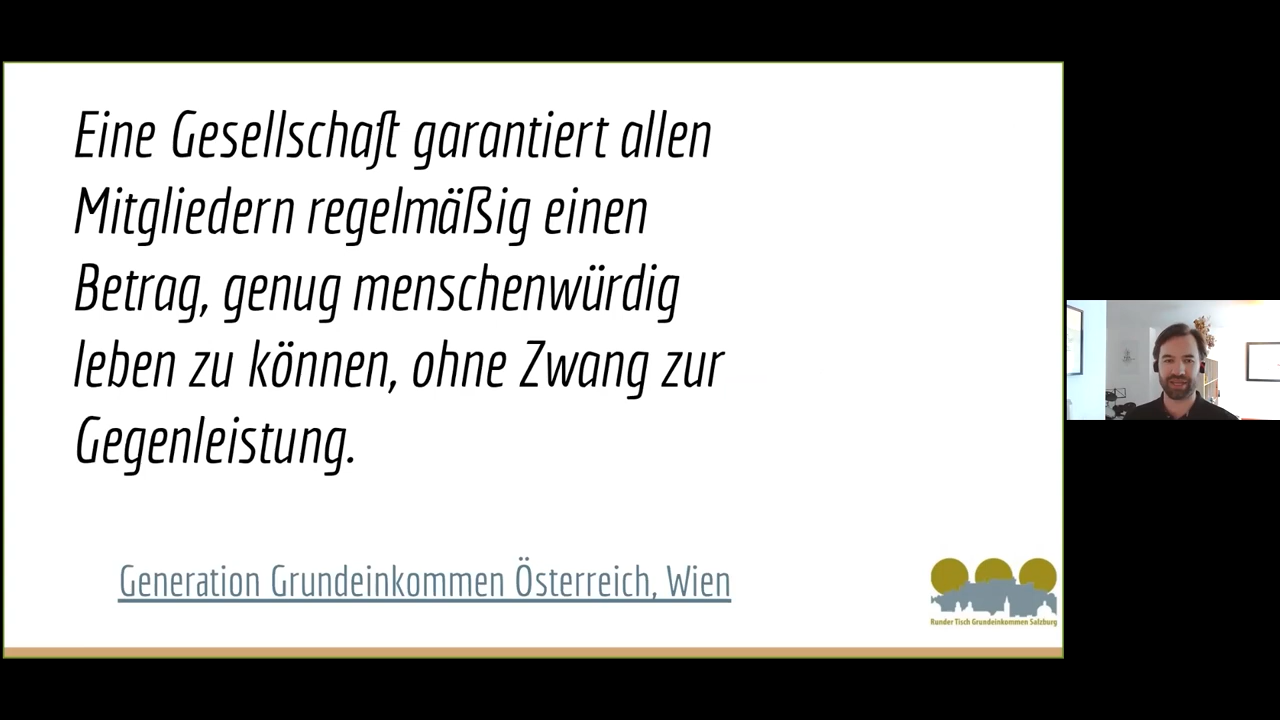 Eine Gesellschaft garantiert allen
Mitgliedern regelmäßig einen
Betrag, genug menschenwürdig
leben zu können, ohne Zwang zur
Gegenleistung.
Generation Grundeinkommen Österreich, Wien
Runder Tisch Grundeinkommen Salzburg